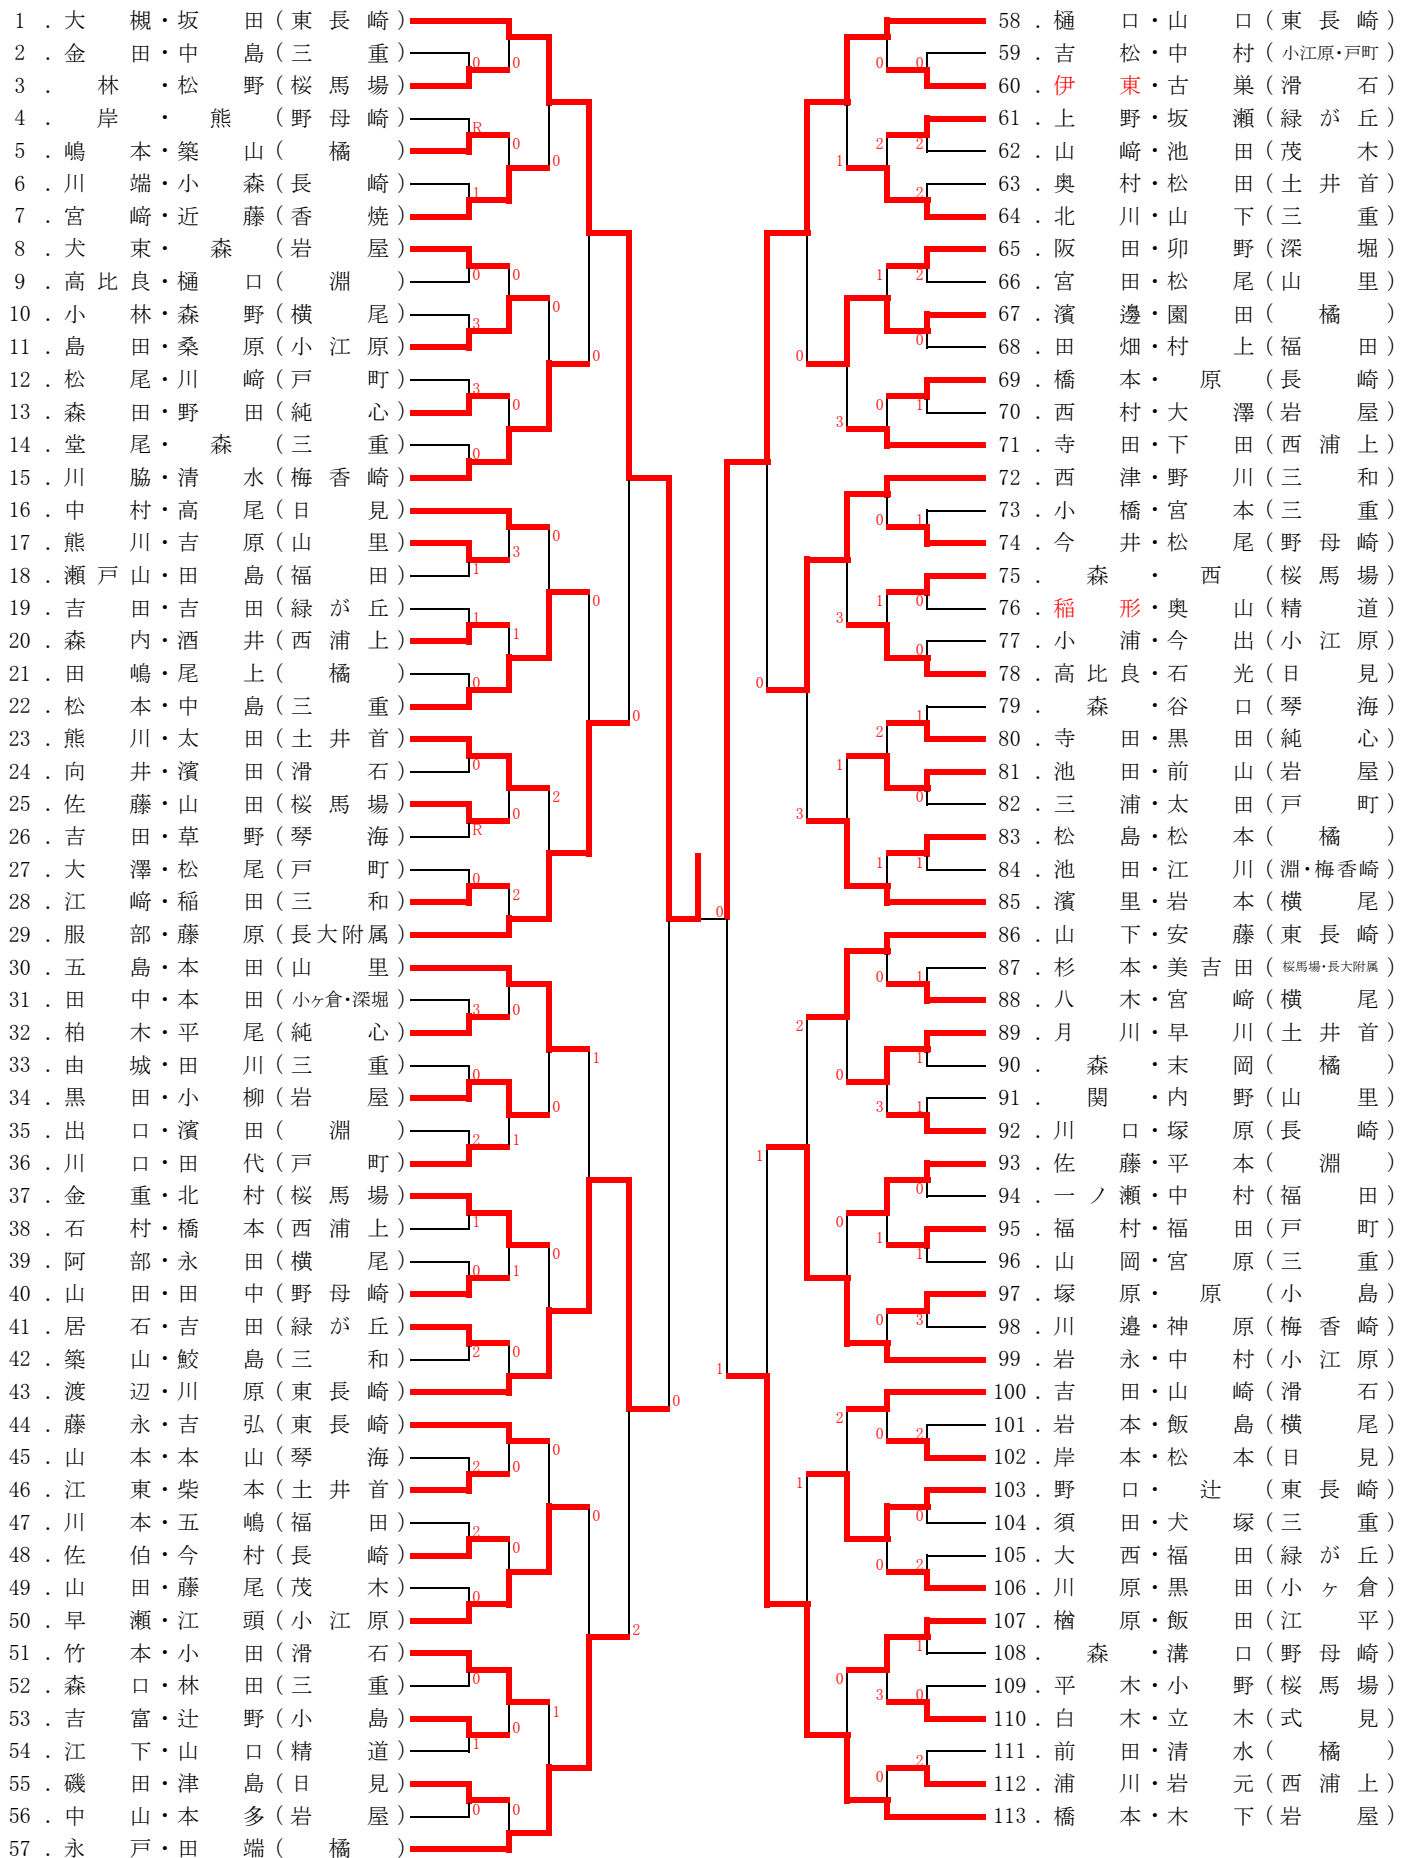 1 . 大 槻・坂 田 ( 東 長 崎 )
2 . 金 田・中 島 ( 三 重 )
3 . 林 ・松 野 ( 桜 馬 場 )
4 . 岸 ・ 熊 ( 野 母 崎 )
5 . 嶋 本・築 山 ( 橘 )
6 . 川 端・小 森 ( 長 崎 )
7 . 宮 﨑・近 藤 ( 香 焼 )
8 . 犬 東・ 森 ( 岩 屋 )
9 . 高 比 良・樋 口 ( 淵 )
10 . 小 林・森 野 ( 横 尾 )
11 . 島 田・桑 原 ( 小 江 原 )
12 . 松 尾・川 﨑 ( 戸 町 )
13 . 森 田・野 田 ( 純 心 )
14 . 堂 尾・ 森 ( 三 重 )
15 . 川 脇・清 水 ( 梅 香 崎 )
16 . 中 村・高 尾 ( 日 見 )
17 . 熊 川・吉 原 ( 山 里 )
18 . 瀬 戸 山・田 島 ( 福 田 )
19 . 吉 田・吉 田 ( 緑 が 丘 )
20 . 森 内・酒 井 ( 西 浦 上 )
21 . 田 嶋・尾 上 ( 橘 )
22 . 松 本・中 島 ( 三 重 )
23 . 熊 川・太 田 ( 土 井 首 )
24 . 向 井・濱 田 ( 滑 石 )
25 . 佐 藤・山 田 ( 桜 馬 場 )
26 . 吉 田・草 野 ( 琴 海 )
27 . 大 澤・松 尾 ( 戸 町 )
28 . 江 﨑・稲 田 ( 三 和 )
29 . 服 部・藤 原 ( 長 大 附 属 )
30 . 五 島・本 田 ( 山 里 )
31 . 田 中・本 田 ( 小ヶ倉・深堀 )
32 . 柏 木・平 尾 ( 純 心 )
33 . 由 城・田 川 ( 三 重 )
34 . 黒 田・小 柳 ( 岩 屋 )
35 . 出 口・濱 田 ( 淵 )
36 . 川 口・田 代 ( 戸 町 )
37 . 金 重・北 村 ( 桜 馬 場 )
38 . 石 村・橋 本 ( 西 浦 上 )
39 . 阿 部・永 田 ( 横 尾 )
40 . 山 田・田 中 ( 野 母 崎 )
41 . 居 石・吉 田 ( 緑 が 丘 )
42 . 築 山・鮫 島 ( 三 和 )
43 . 渡 辺・川 原 ( 東 長 崎 )
44 . 藤 永・吉 弘 ( 東 長 崎 )
45 . 山 本・本 山 ( 琴 海 )
46 . 江 東・柴 本 ( 土 井 首 )
47 . 川 本・五 嶋 ( 福 田 )
48 . 佐 伯・今 村 ( 長 崎 )
49 . 山 田・藤 尾 ( 茂 木 )
50 . 早 瀬・江 頭 ( 小 江 原 )
51 . 竹 本・小 田 ( 滑 石 )
52 . 森 口・林 田 ( 三 重 )
53 . 吉 富・辻 野 ( 小 島 )
54 . 江 下・山 口 ( 精 道 )
55 . 磯 田・津 島 ( 日 見 )
56 . 中 山・本 多 ( 岩 屋 )
57 . 永 戸・田 端 ( 橘 )
58 . 樋 口・山 口 ( 東 長 崎 )
59 . 吉 松・中 村 ( 小江原・戸町 )
60 . 伊 東・古 巣 ( 滑 石 )
61 . 上 野・坂 瀬 ( 緑 が 丘 )
62 . 山 﨑・池 田 ( 茂 木 )
63 . 奥 村・松 田 ( 土 井 首 )
64 . 北 川・山 下 ( 三 重 )
65 . 阪 田・卯 野 ( 深 堀 )
66 . 宮 田・松 尾 ( 山 里 )
67 . 濱 邊・園 田 ( 橘 )
68 . 田 畑・村 上 ( 福 田 )
69 . 橋 本・ 原 ( 長 崎 )
70 . 西 村・大 澤 ( 岩 屋 )
71 . 寺 田・下 田 ( 西 浦 上 )
72 . 西 津・野 川 ( 三 和 )
73 . 小 橋・宮 本 ( 三 重 )
74 . 今 井・松 尾 ( 野 母 崎 )
75 . 森 ・ 西 ( 桜 馬 場 )
76 . 稲 形・奥 山 ( 精 道 )
77 . 小 浦・今 出 ( 小 江 原 )
78 . 高 比 良・石 光 ( 日 見 )
79 . 森 ・谷 口 ( 琴 海 )
80 . 寺 田・黒 田 ( 純 心 )
81 . 池 田・前 山 ( 岩 屋 )
82 . 三 浦・太 田 ( 戸 町 )
83 . 松 島・松 本 ( 橘 )
84 . 池 田・江 川 ( 淵・梅香崎 )
85 . 濱 里・岩 本 ( 横 尾 )
86 . 山 下・安 藤 ( 東 長 崎 )
87 . 杉 本・美 吉 田 ( 桜馬場・長大附属 )
88 . 八 木・宮 﨑 ( 横 尾 )
89 . 月 川・早 川 ( 土 井 首 )
90 . 森 ・末 岡 ( 橘 )
91 . 関 ・内 野 ( 山 里 )
92 . 川 口・塚 原 ( 長 崎 )
93 . 佐 藤・平 本 ( 淵 )
94 . 一 ノ 瀬・中 村 ( 福 田 )
95 . 福 村・福 田 ( 戸 町 )
96 . 山 岡・宮 原 ( 三 重 )
97 . 塚 原・ 原 ( 小 島 )
98 . 川 邉・神 原 ( 梅 香 崎 )
99 . 岩 永・中 村 ( 小 江 原 )
100 . 吉 田・山 崎 ( 滑 石 )
101 . 岩 本・飯 島 ( 横 尾 )
102 . 岸 本・松 本 ( 日 見 )
103 . 野 口・ 辻 ( 東 長 崎 )
104 . 須 田・犬 塚 ( 三 重 )
105 . 大 西・福 田 ( 緑 が 丘 )
106 . 川 原・黒 田 ( 小 ヶ 倉 )
107 . 楢 原・飯 田 ( 江 平 )
108 . 森 ・溝 口 ( 野 母 崎 )
109 . 平 木・小 野 ( 桜 馬 場 )
110 . 白 木・立 木 ( 式 見 )
111 . 前 田・清 水 ( 橘 )
112 . 浦 川・岩 元 ( 西 浦 上 )
113 . 橋 本・木 下 ( 岩 屋 )